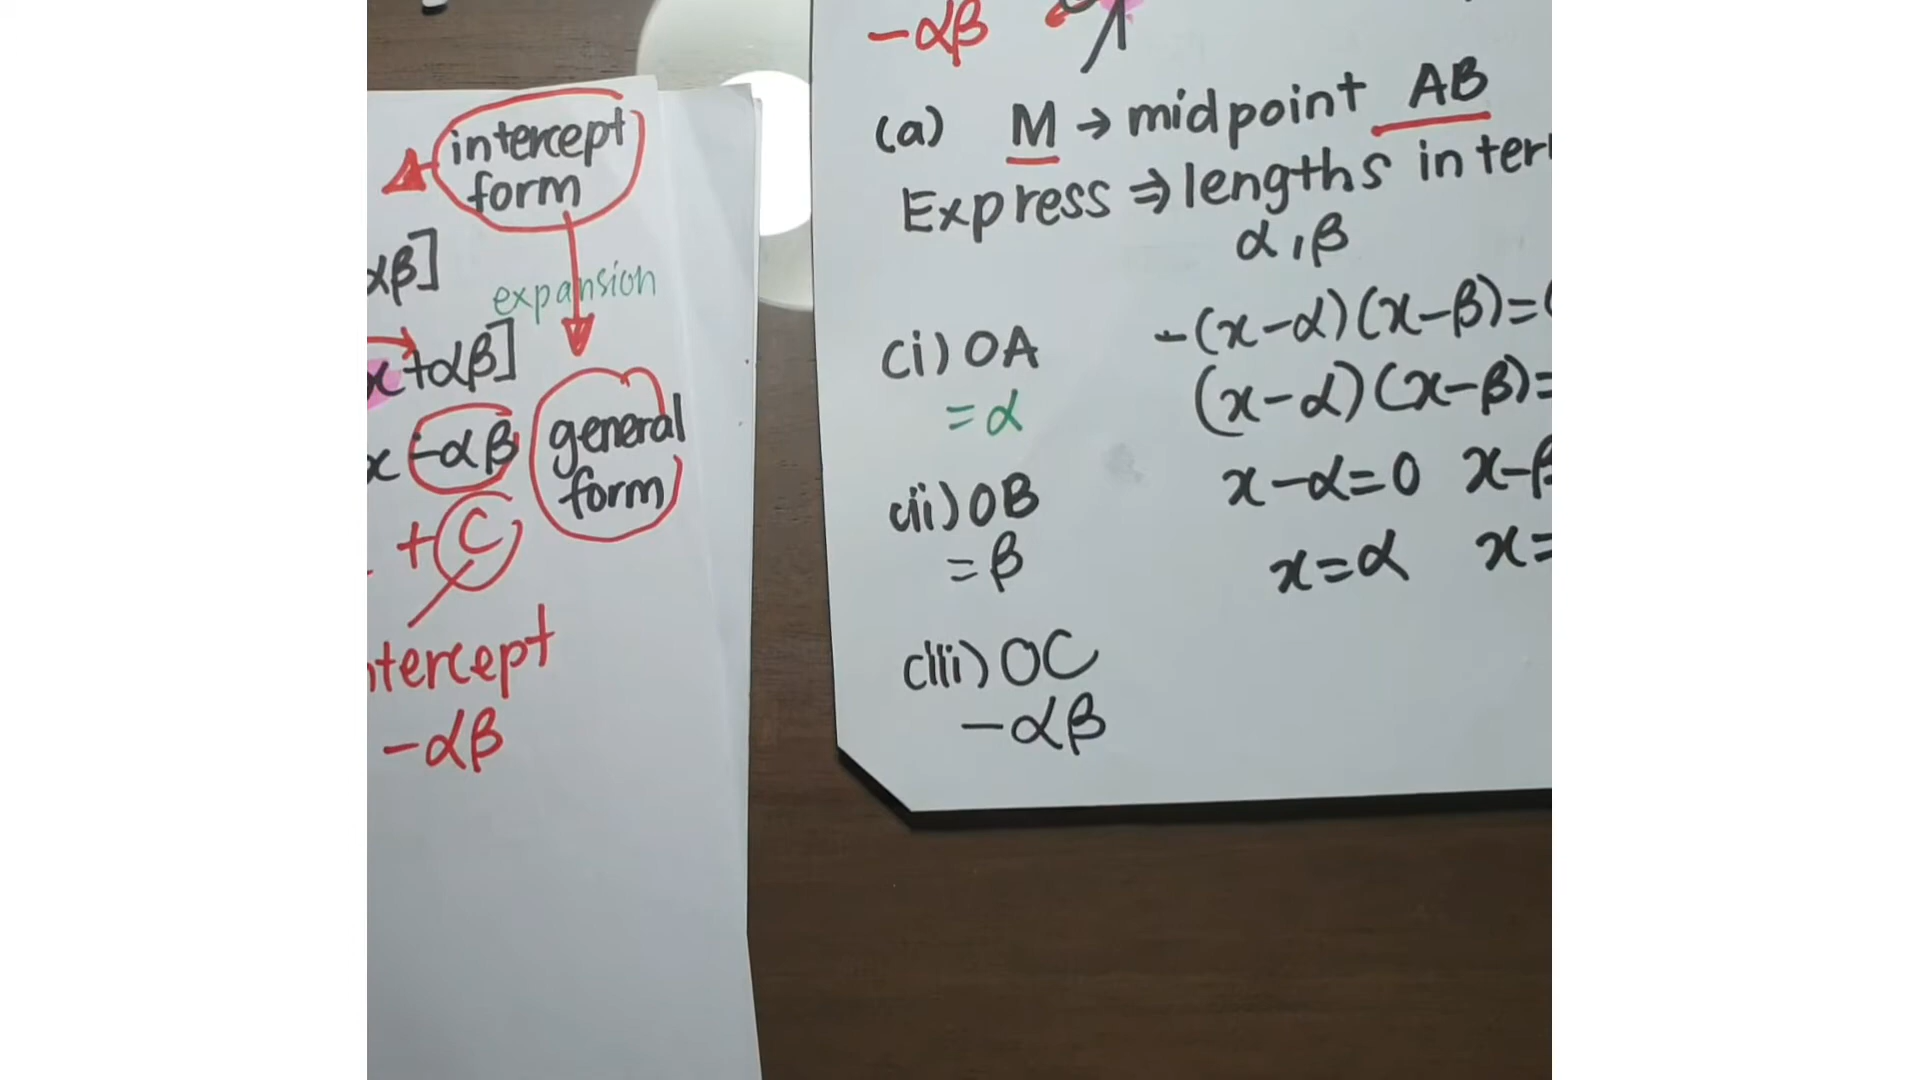 intercept
form
αβ]
expansion
x+αβ]
x -αβ
general
form
+C
ntercept
-αβ
-αβ
(a) M → midpoint AB
Express ⇒ lengths in ter
α, β
(i) OA
= α
-(x-α)(x-β)=
(x-α)(x-β)=
(ii) OB
= β
x-α=0 x-β
x=α x=
(iii) OC
-αβ